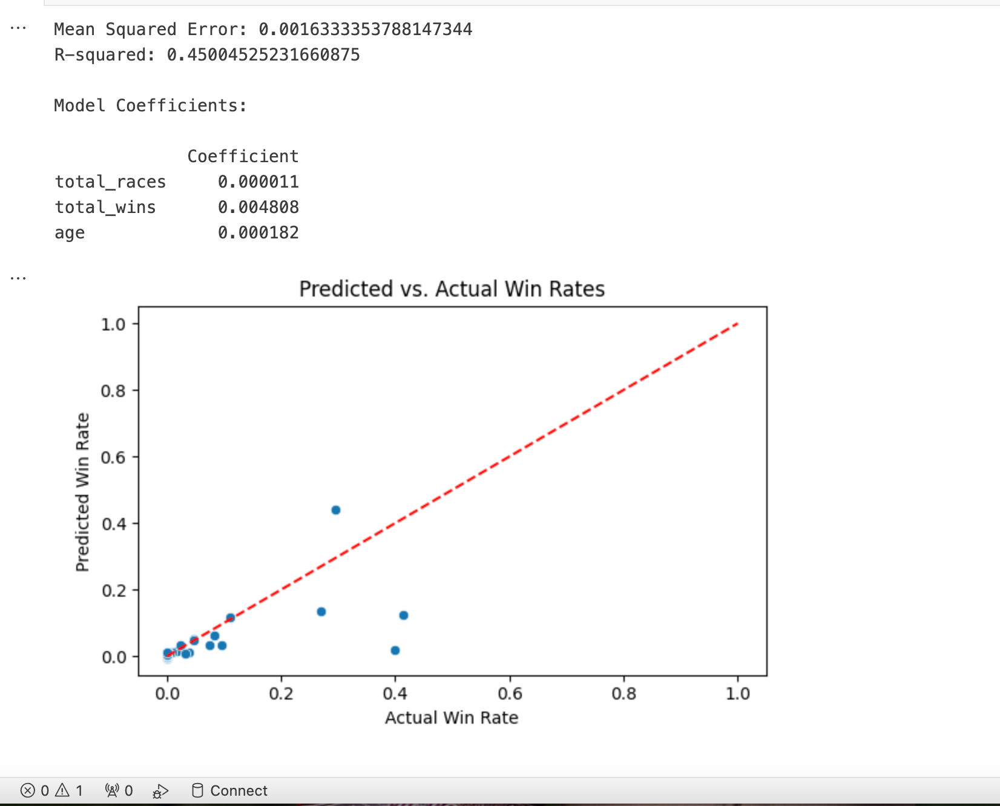 Mean Squared Error: 0.0016333353788147344
R-squared: 0.45004525231660875
Model Coefficients:
Coefficient
total_races 0.000011
total_wins 0.004808
age 0.000182
Predicted vs. Actual Win Rates
1.0
0.8
0.6
0.4
0.2
0.0
Predicted Win Rate
0.0 0.2 0.4 0.6 0.8 1.0
Actual Win Rate
0 1 0 Connect